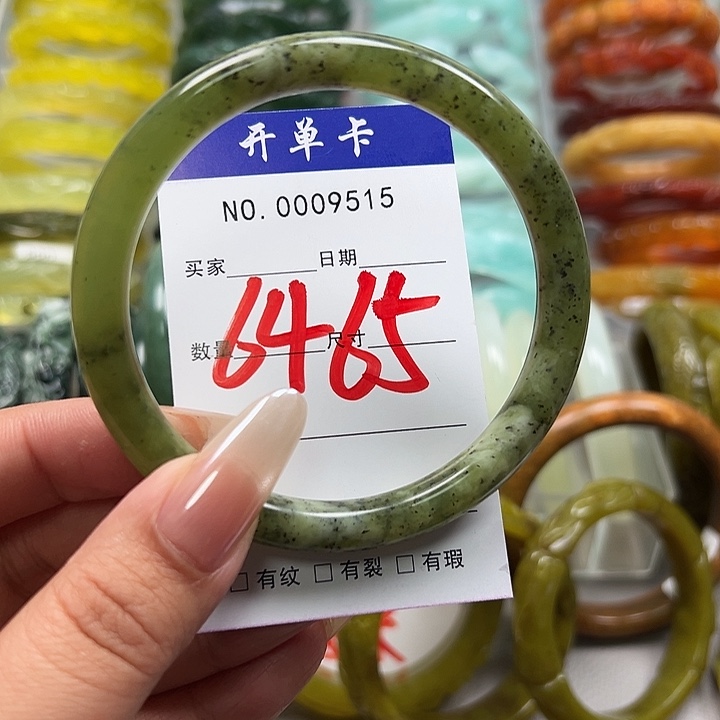 开单卡
NO.0009515
买家 日期
6465
数量 尺寸
□有纹 □有裂 □有瑕